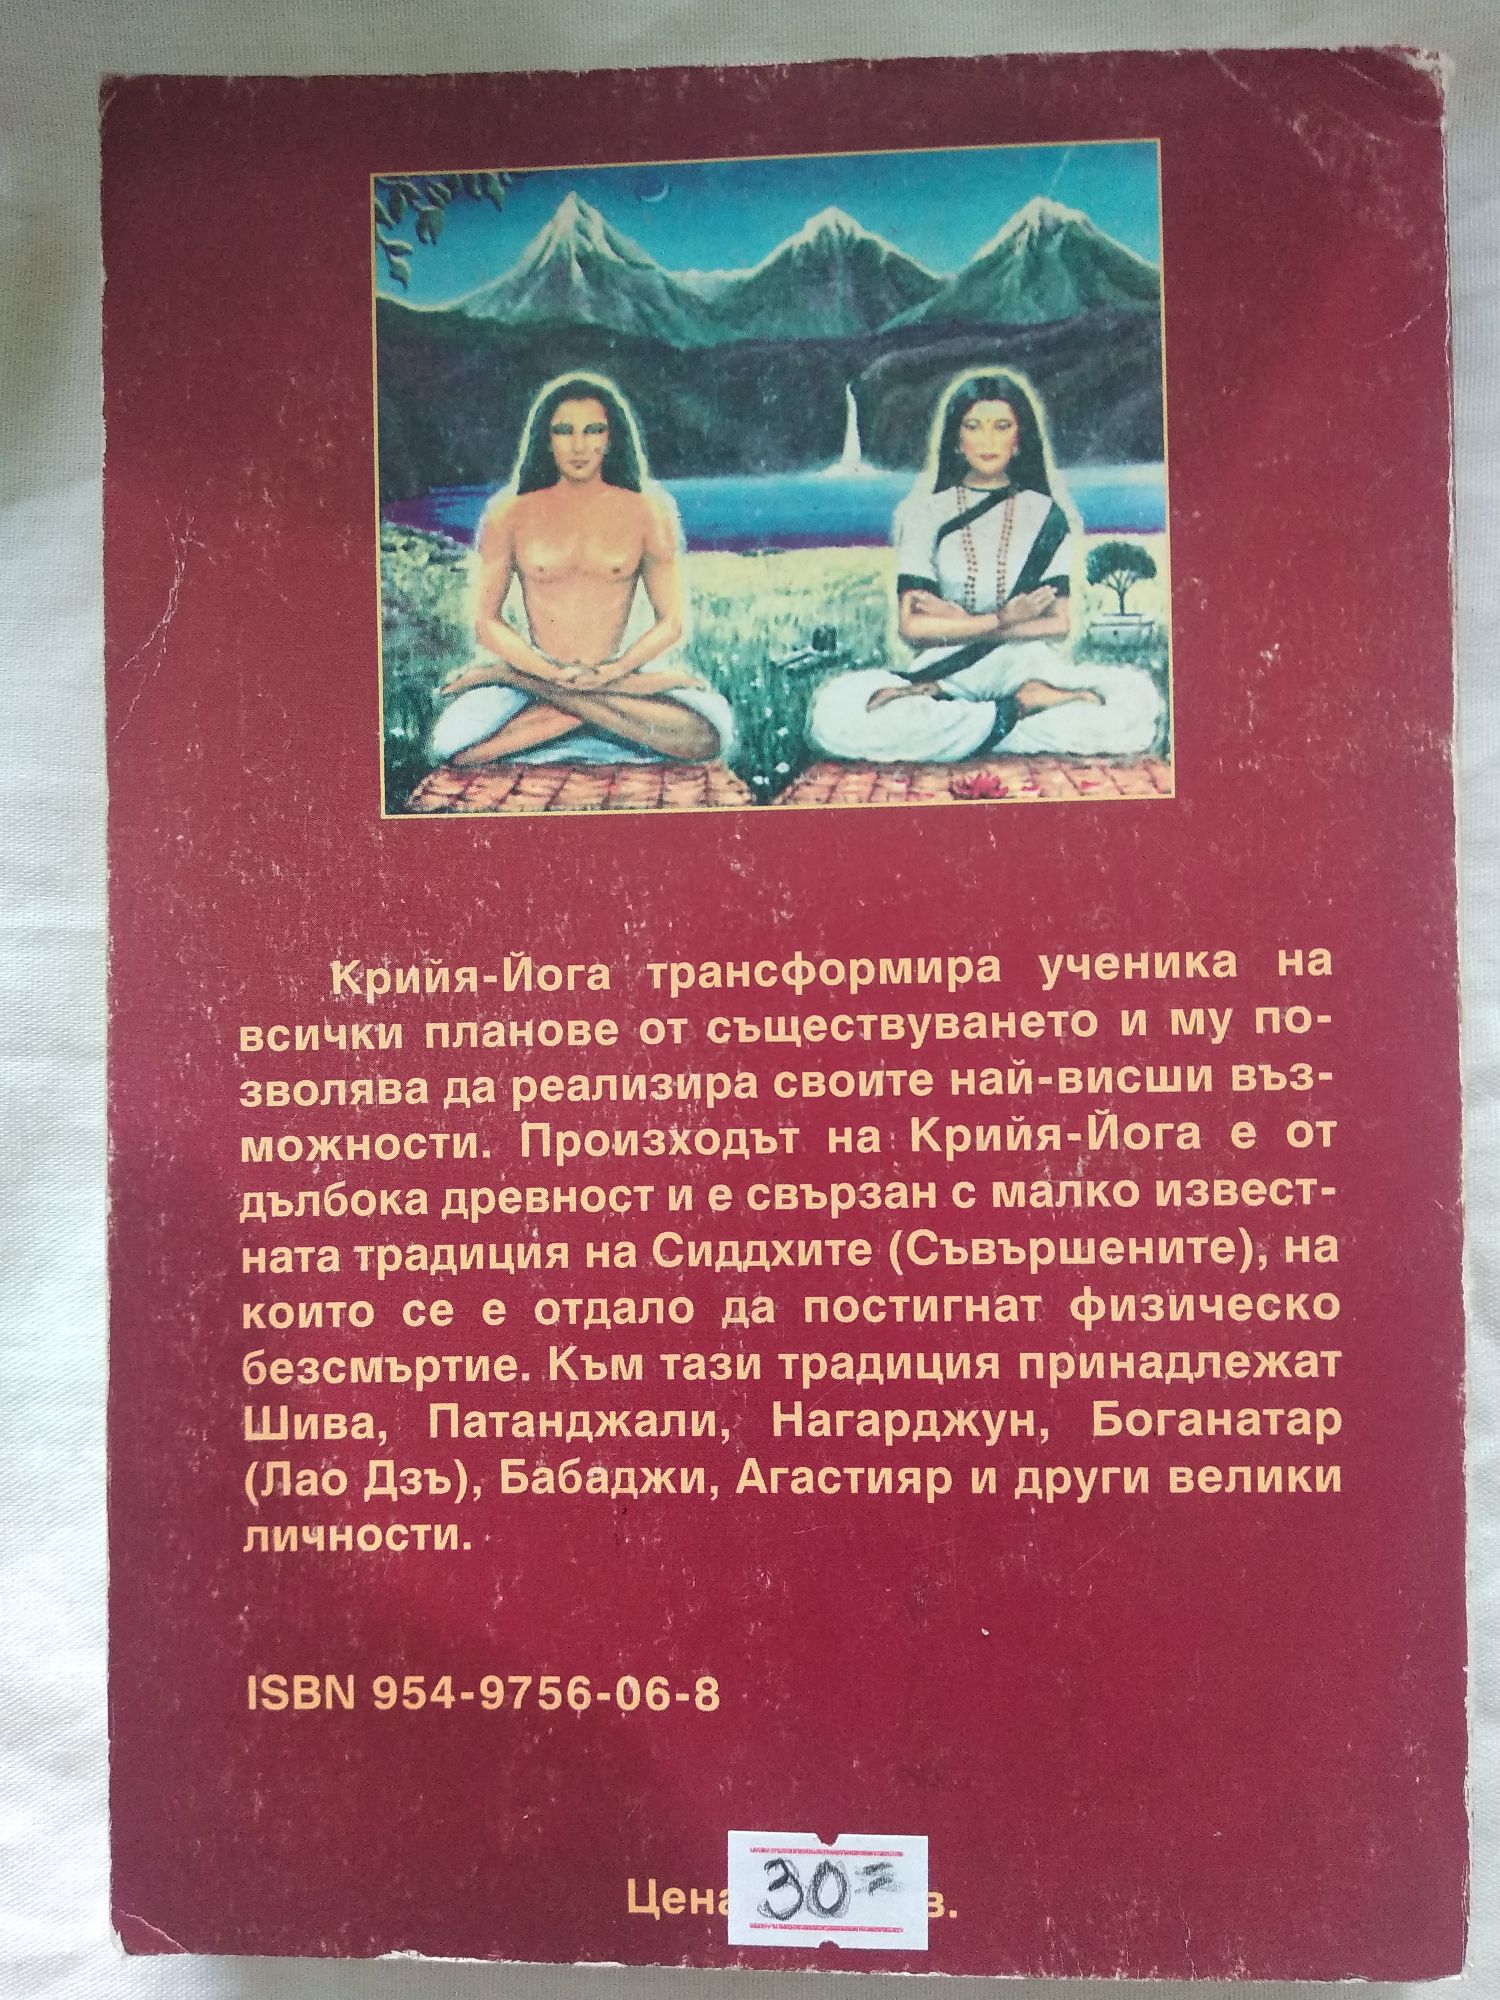 Крийя-Йога трансформира ученика на
всички планове от съществуването и му по-
зволява да реализира своите най-висши въз-
можности. Произходът на Крийя-Йога е от
дълбока древност и е свързан с малко извест-
ната традиция на Сиддхите (Съвършените), на
които се е отдало да постигнат физическо
безсмъртие. Към тази традиция принадлежат
Шива, Патанджали, Нагарджун, Боганатар
(Лао Дзъ), Бабаджи, Агастияр и други велики
личности.
ISBN 954-9756-06-8
30=